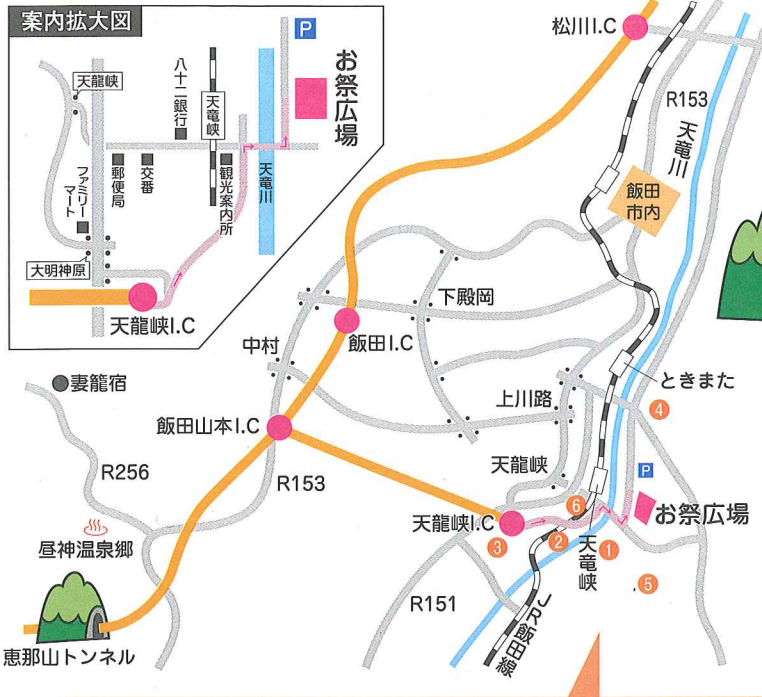 案内拡大図
P
お祭広場
八十二銀行
天竜峡
天龍峡
郵便局
交番
観光案内所
天竜川
ファミリーマート
大明神原
天龍峡I.C
松川I.C
R153
天竜川
飯田
市内
下殿岡
飯田I.C
中村
ときまた
妻籠宿
上川路
4
飯田山本I.C
R256
R153
天龍峡
P
6
お祭広場
天龍峡I.C
3
2
1
天竜峡
昼神温泉郷
5
R151
JR飯田線
恵那山トンネル